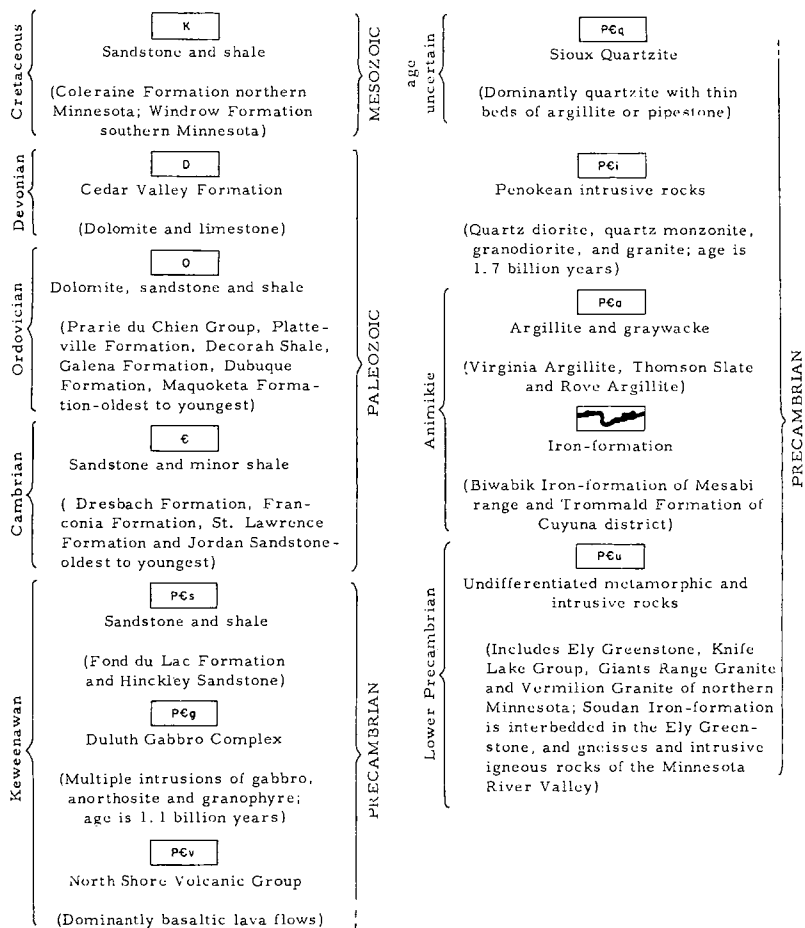 K
Sandstone and shale
(Coleraine Formation northern
Minnesota; Windrow Formation
southern Minnesota)
Cretaceous
MESOZOIC
D
Cedar Valley Formation
(Dolomite and limestone)
Devonian
O
Dolomite, sandstone and shale
(Prarie du Chien Group, Platte-
ville Formation, Decorah Shale,
Galena Formation, Dubuque
Formation, Maquoketa Forma-
tion-oldest to youngest)
Ordovician
PALEOZOIC
Є
Sandstone and minor shale
( Dresbach Formation, Fran-
conia Formation, St. Lawrence
Formation and Jordan Sandstone-
oldest to youngest)
Cambrian
PЄs
Sandstone and shale
(Fond du Lac Formation
and Hinckley Sandstone)
PЄg
Duluth Gabbro Complex
(Multiple intrusions of gabbro,
anorthosite and granophyre;
age is 1.1 billion years)
Keweenawan
PRECAMBRIAN
PЄv
North Shore Volcanic Group
(Dominantly basaltic lava flows)
PЄq
Sioux Quartzite
(Dominantly quartzite with thin
beds of argillite or pipestone)
age
uncertain
PЄi
Penokean intrusive rocks
(Quartz diorite, quartz monzonite,
granodiorite, and granite; age is
1.7 billion years)
PЄa
Argillite and graywacke
(Virginia Argillite, Thomson Slate
and Rove Argillite)
Animikie
Iron-formation
(Biwabik Iron-formation of Mesabi
range and Trommald Formation of
Cuyuna district)
PRECAMBRIAN
PЄu
Undifferentiated metamorphic and
intrusive rocks
(Includes Ely Greenstone, Knife
Lake Group, Giants Range Granite
and Vermilion Granite of northern
Minnesota; Soudan Iron-formation
is interbedded in the Ely Green-
stone, and gneisses and intrusive
igneous rocks of the Minnesota
River Valley)
Lower Precambrian